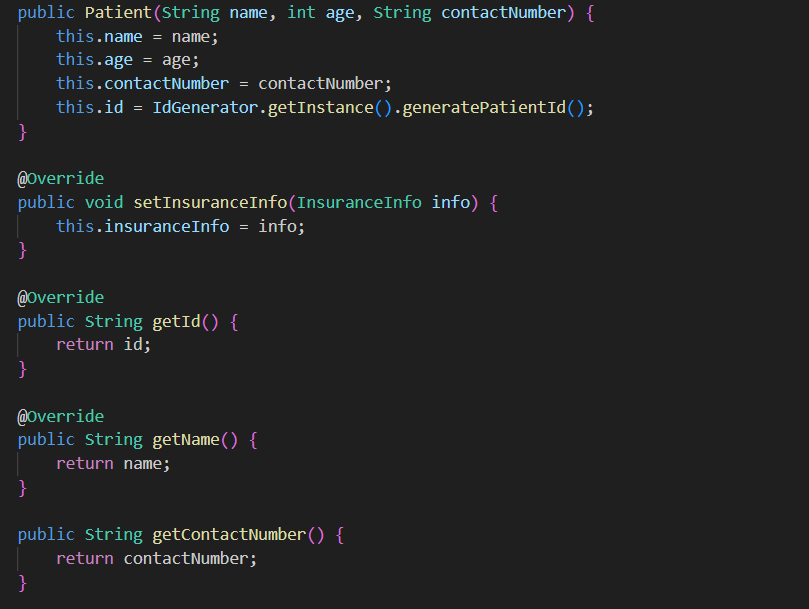 public Patient(String name, int age, String contactNumber) {
    this.name = name;
    this.age = age;
    this.contactNumber = contactNumber;
    this.id = IdGenerator.getInstance().generatePatientId();
}

@Override
public void setInsuranceInfo(InsuranceInfo info) {
    this.insuranceInfo = info;
}

@Override
public String getId() {
    return id;
}

@Override
public String getName() {
    return name;
}

public String getContactNumber() {
    return contactNumber;
}